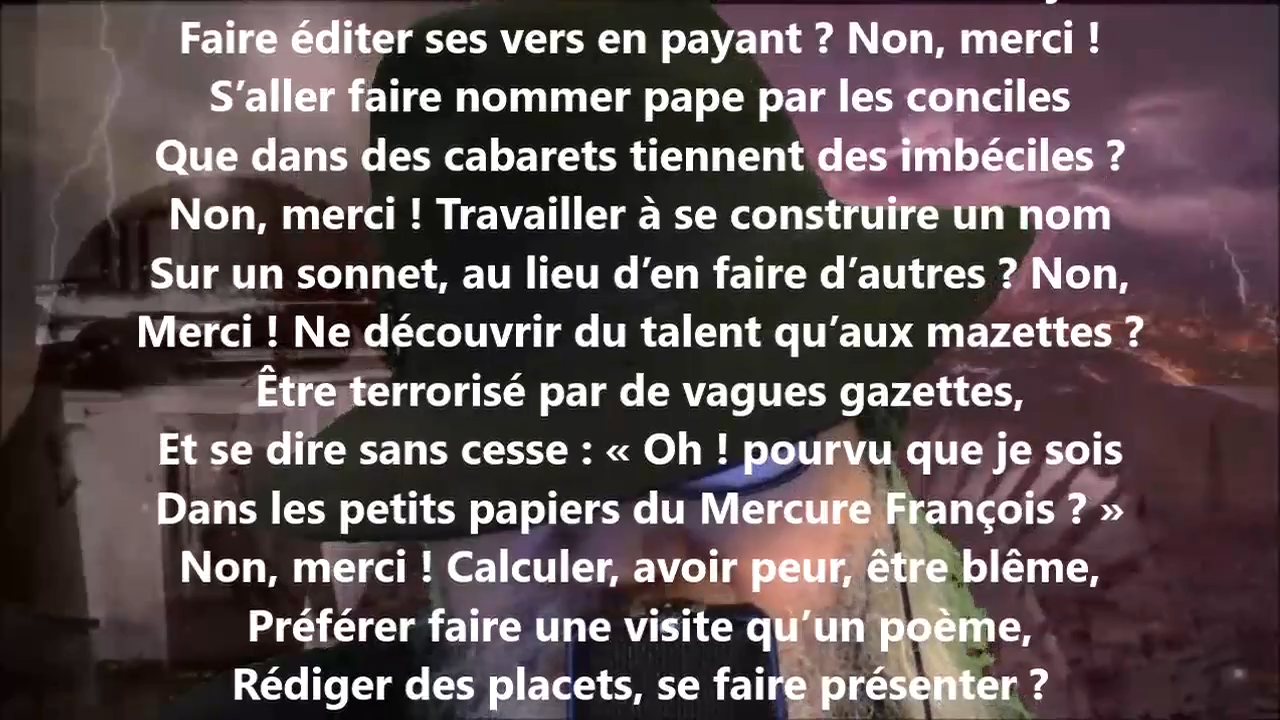 Faire éditer ses vers en payant ? Non, merci !
S’aller faire nommer pape par les conciles
Que dans des cabarets tiennent des imbéciles ?
Non, merci ! Travailler à se construire un nom
Sur un sonnet, au lieu d’en faire d’autres ? Non,
Merci ! Ne découvrir du talent qu’aux mazettes ?
Être terrorisé par de vagues gazettes,
Et se dire sans cesse : « Oh ! pourvu que je sois
Dans les petits papiers du Mercure François ? »
Non, merci ! Calculer, avoir peur, être blême,
Préférer faire une visite qu’un poème,
Rédiger des placets, se faire présenter ?